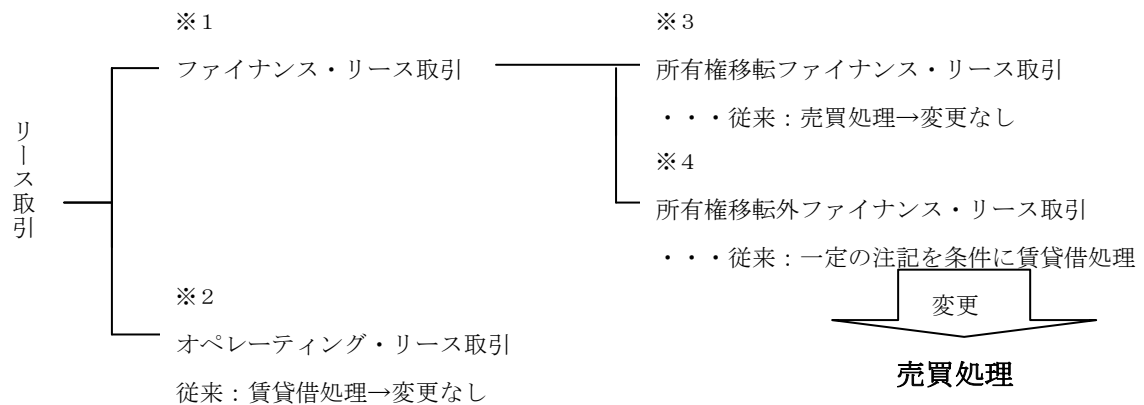 リース取引
※１
ファイナンス・リース取引
※３
所有権移転ファイナンス・リース取引
・・・従来：売買処理→変更なし
※４
所有権移転外ファイナンス・リース取引
・・・従来：一定の注記を条件に賃貸借処理
変更
売買処理
※２
オペレーティング・リース取引
従来：賃貸借処理→変更なし